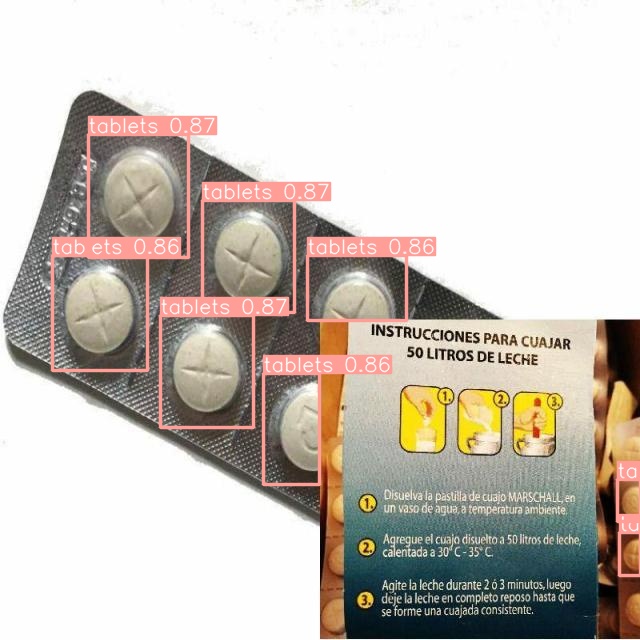 tablets 0.87
tablets 0.87
tablets 0.86
tab ets 0.86
tablets 0.87
tablets 0.86
INSTRUCCIONES PARA CUAJAR
50 LITROS DE LECHE
1.
2.
3.
1. Disuelva la pastilla de cuajo MARSCHALL, en
un vaso de agua, a temperatura ambiente.
2. Agregue el cuajo disuelto a 50 litros de leche,
calentada a 30° C - 35° C.
3. Agite la leche durante 2 ó 3 minutos, luego
deje la leche en completo reposo hasta que
se forme una cuajada consistente.
ta